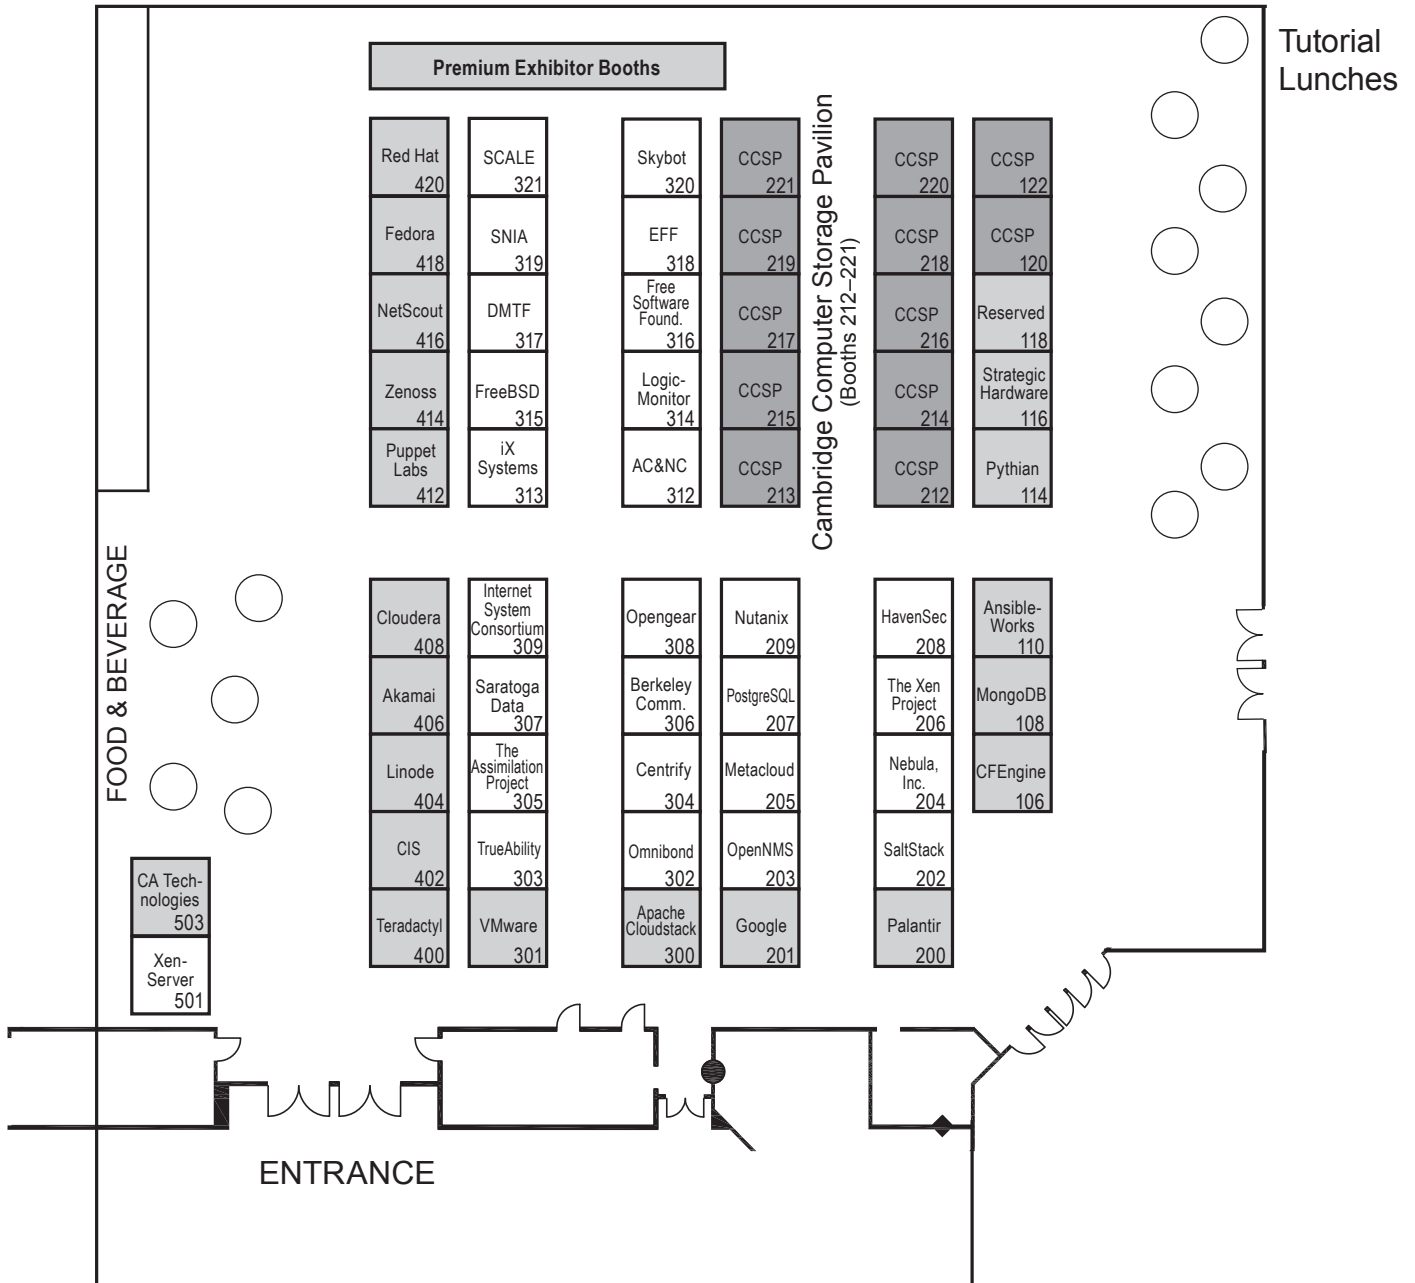 Tutorial
Lunches
Premium Exhibitor Booths
Red Hat
420
SCALE
321
Skybot
320
CCSP
221
CCSP
220
CCSP
122
Fedora
418
SNIA
319
EFF
318
CCSP
219
CCSP
218
CCSP
120
NetScout
416
DMTF
317
Free
Software
Found.
316
CCSP
217
CCSP
216
Reserved
118
Zenoss
414
FreeBSD
315
Logic-
Monitor
314
CCSP
215
CCSP
214
Strategic
Hardware
116
Puppet
Labs
412
iX
Systems
313
AC&NC
312
CCSP
213
CCSP
212
Pythian
114
Cambridge Computer Storage Pavilion
(Booths 212–221)
FOOD & BEVERAGE
Cloudera
408
Internet
System
Consortium
309
Opengear
308
Nutanix
209
HavenSec
208
Ansible-
Works
110
Akamai
406
Saratoga
Data
307
Berkeley
Comm.
306
PostgreSQL
207
The Xen
Project
206
MongoDB
108
Linode
404
The
Assimilation
Project
305
Centrify
304
Metacloud
205
Nebula,
Inc.
204
CFEngine
106
CIS
402
TrueAbility
303
Omnibond
302
OpenNMS
203
SaltStack
202
CA Tech-
nologies
503
Teradactyl
400
VMware
301
Apache
Cloudstack
300
Google
201
Palantir
200
Xen-
Server
501
ENTRANCE